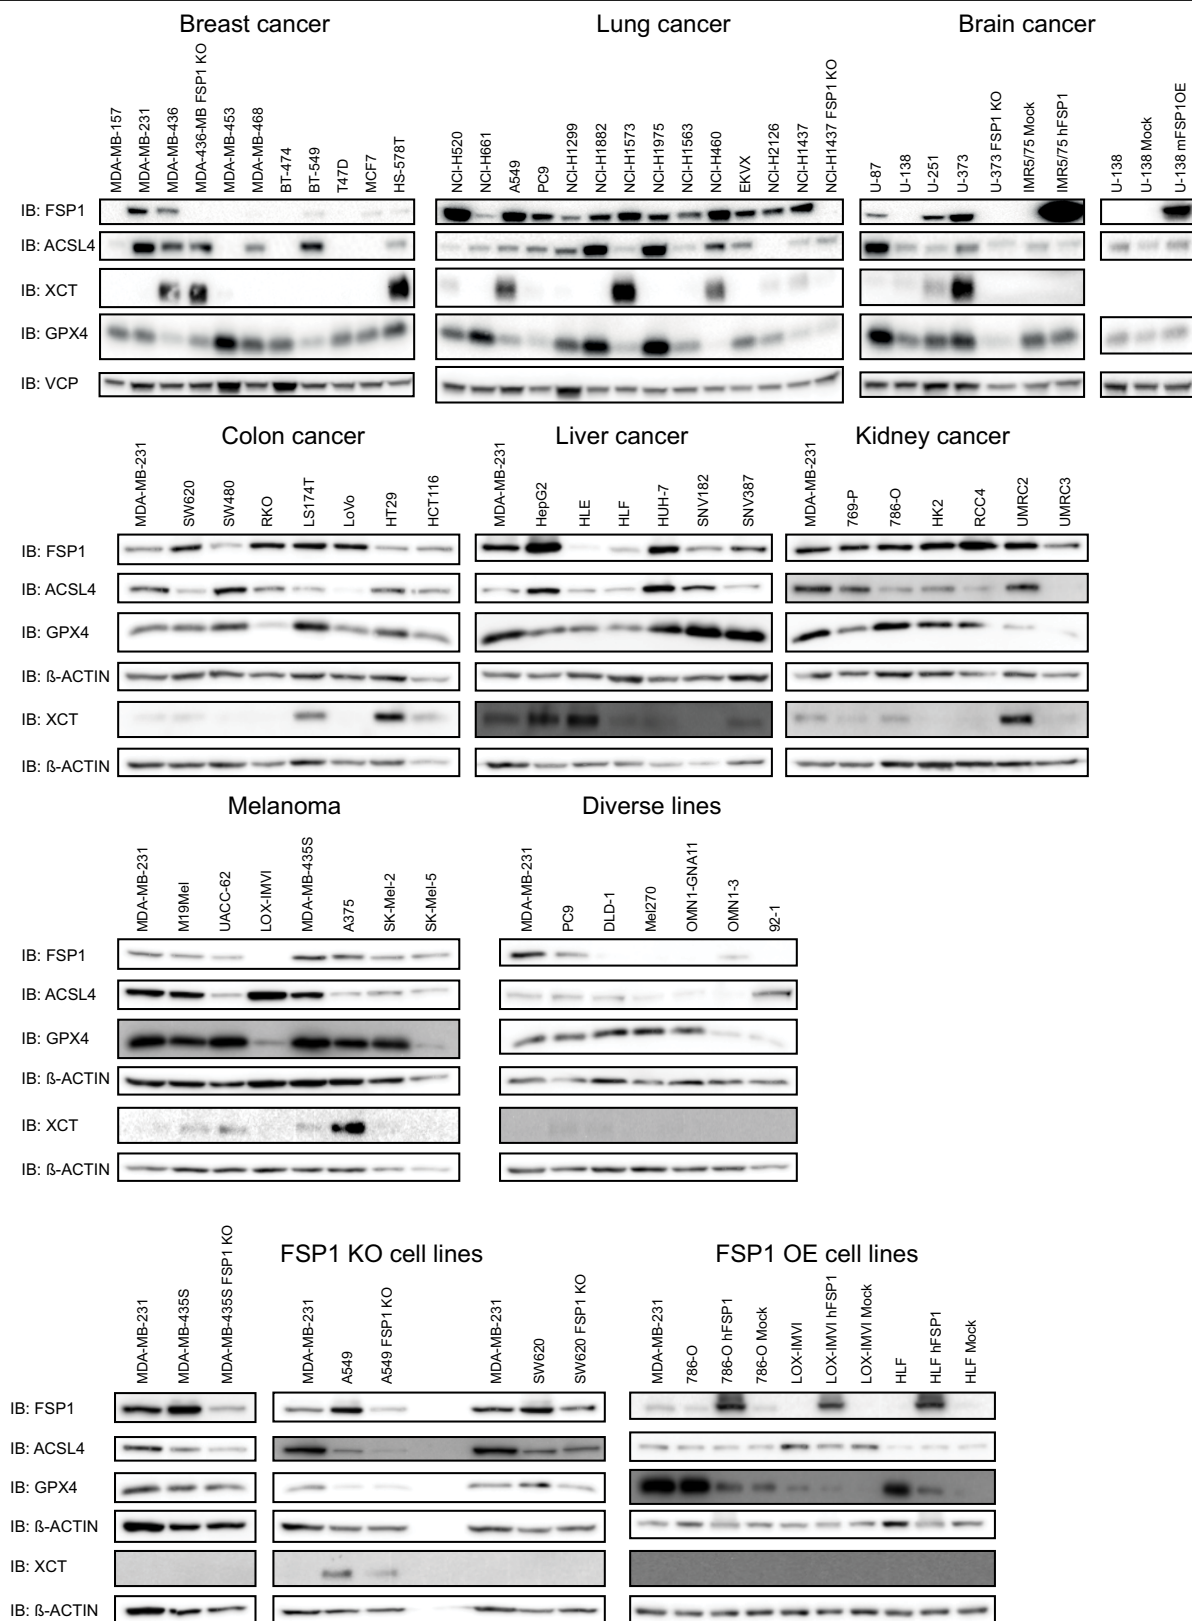 Breast cancer
Lung cancer
Brain cancer
MDA-MB-157
MDA-MB-231
MDA-MB-436
MDA-436-MB FSP1 KO
MDA-MB-453
MDA-MB-468
BT-474
BT-549
T47D
MCF7
HS-578T
NCI-H520
NCI-H661
A549
PC9
NCI-H1299
NCI-H1882
NCI-H1573
NCI-H1975
NCI-H1563
NCI-H460
EKVX
NCI-H2126
NCI-H1437
NCI-H1437 FSP1 KO
U-87
U-138
U-251
U-373
U-373 FSP1 KO
IMR5/75 Mock
IMR5/75 hFSP1
U-138
U-138 Mock
U-138 mFSP1OE
IB: FSP1
IB: ACSL4
IB: XCT
IB: GPX4
IB: VCP
Colon cancer
Liver cancer
Kidney cancer
MDA-MB-231
SW620
SW480
RKO
LS174T
LoVo
HT29
HCT116
MDA-MB-231
HepG2
HLE
HLF
HUH-7
SNV182
SNV387
MDA-MB-231
769-P
786-O
HK2
RCC4
UMRC2
UMRC3
IB: FSP1
IB: ACSL4
IB: GPX4
IB: ß-ACTIN
IB: XCT
IB: ß-ACTIN
Melanoma
Diverse lines
MDA-MB-231
M19Mel
UACC-62
LOX-IMVI
MDA-MB-435S
A375
SK-Mel-2
SK-Mel-5
MDA-MB-231
PC9
DLD-1
Mel270
OMN1-GNA11
OMN1-3
92-1
IB: FSP1
IB: ACSL4
IB: GPX4
IB: ß-ACTIN
IB: XCT
IB: ß-ACTIN
FSP1 KO cell lines
FSP1 OE cell lines
MDA-MB-231
MDA-MB-435S
MDA-MB-435S FSP1 KO
MDA-MB-231
A549
A549 FSP1 KO
MDA-MB-231
SW620
SW620 FSP1 KO
MDA-MB-231
786-O
786-O hFSP1
786-O Mock
LOX-IMVI
LOX-IMVI hFSP1
LOX-IMVI Mock
HLF
HLF hFSP1
HLF Mock
IB: FSP1
IB: ACSL4
IB: GPX4
IB: ß-ACTIN
IB: XCT
IB: ß-ACTIN